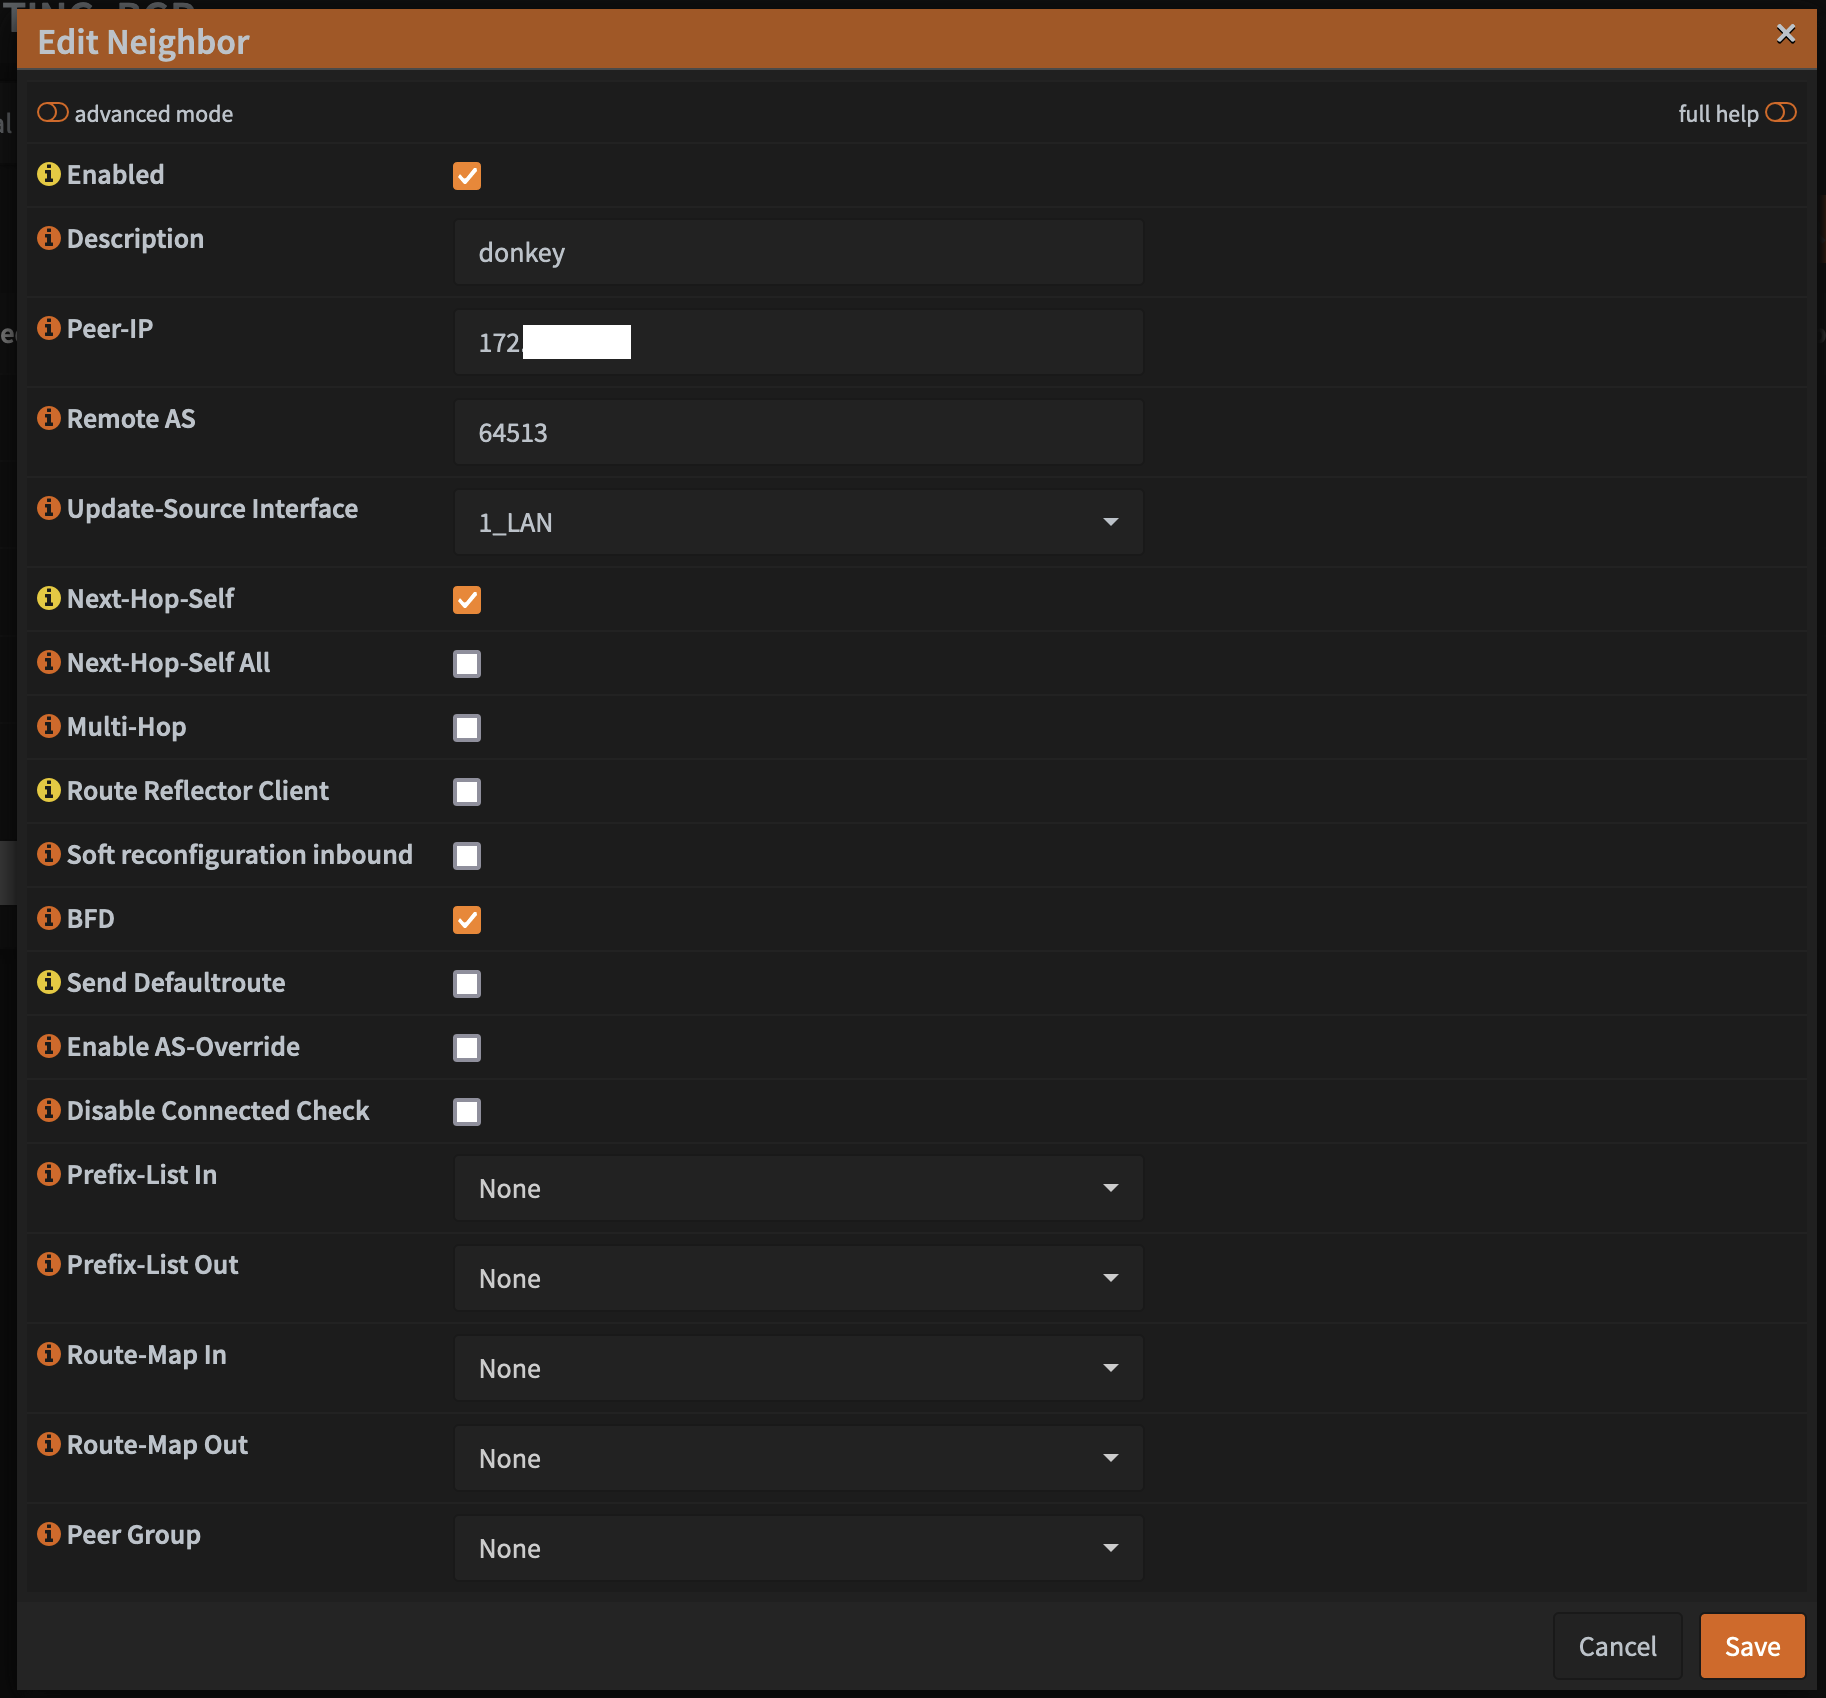 Edit Neighbor
advanced mode
full help
Enabled
Description
donkey
Peer-IP
172.
Remote AS
64513
Update-Source Interface
1_LAN
Next-Hop-Self
Next-Hop-Self All
Multi-Hop
Route Reflector Client
Soft reconfiguration inbound
BFD
Send Defaultroute
Enable AS-Override
Disable Connected Check
Prefix-List In
None
Prefix-List Out
None
Route-Map In
None
Route-Map Out
None
Peer Group
None
Cancel
Save